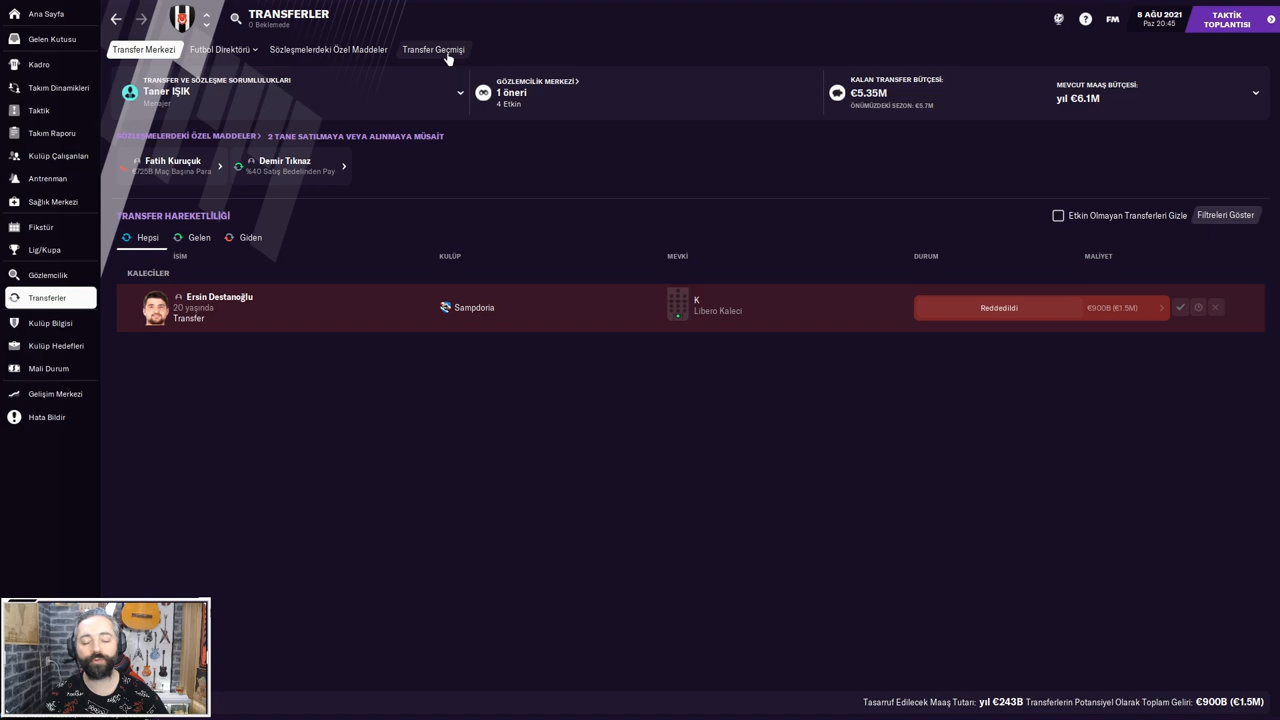 Ana Sayfa
Gelen Kutusu
Kadro
Takım Dinamikleri
Taktik
Takım Raporu
Kulüp Çalışanları
Antrenman
Sağlık Merkezi
Fikstür
Lig/Kupa
Gözlemcilik
Transferler
Kulüp Bilgisi
Kulüp Hedefleri
Mali Durum
Gelişim Merkezi
Hata Bildir
TRANSFERLER
0 Beklemede
FM
8 AĞU 2021
Paz 20:45
TAKTİK
TOPLANTISI
Transfer Merkezi
Futbol Direktörü
Sözleşmelerdeki Özel Maddeler
Transfer Geçmişi
TRANSFER VE SÖZLEŞME SORUMLULUKLARI
Taner IŞIK
Menajer
GÖZLEMCİLİK MERKEZİ
1 öneri
4 Etkin
KALAN TRANSFER BÜTÇESİ:
€5.35M
ÖNÜMÜZDEKİ SEZON: €5.7M
MEVCUT MAAŞ BÜTÇESİ:
yıl €6.1M
SÖZLEŞMELERDEKİ ÖZEL MADDELER
2 TANE SATILMAYA VEYA ALINMAYA MÜSAİT
Fatih Kuruçuk
€725B Maç Başına Para
Demir Tıknaz
%40 Satış Bedelinden Pay
TRANSFER HAREKETLİLİĞİ
Etkin Olmayan Transferleri Gizle
Filtreleri Göster
Hepsi
Gelen
Giden
İSİM
KULÜP
MEVKİ
DURUM
MALİYET
KALECİLER
Ersin Destanoğlu
20 yaşında
Transfer
Sampdoria
K
Libero Kaleci
Reddedildi
€900B (€1.5M)
Tasarruf Edilecek Maaş Tutarı: yıl €243B Transferlerin Potansiyel Olarak Toplam Geliri: €900B (€1.5M)